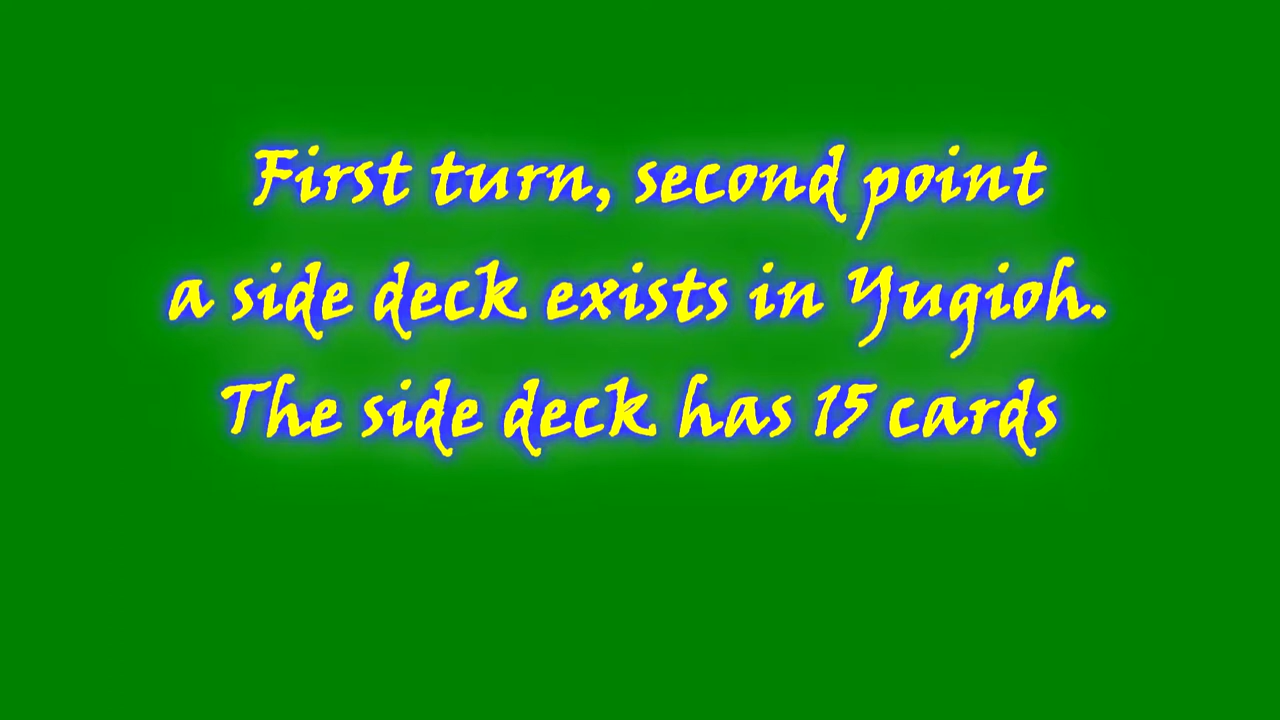 First turn, second point
a side deck exists in Yugioh.
The side deck has 15 cards